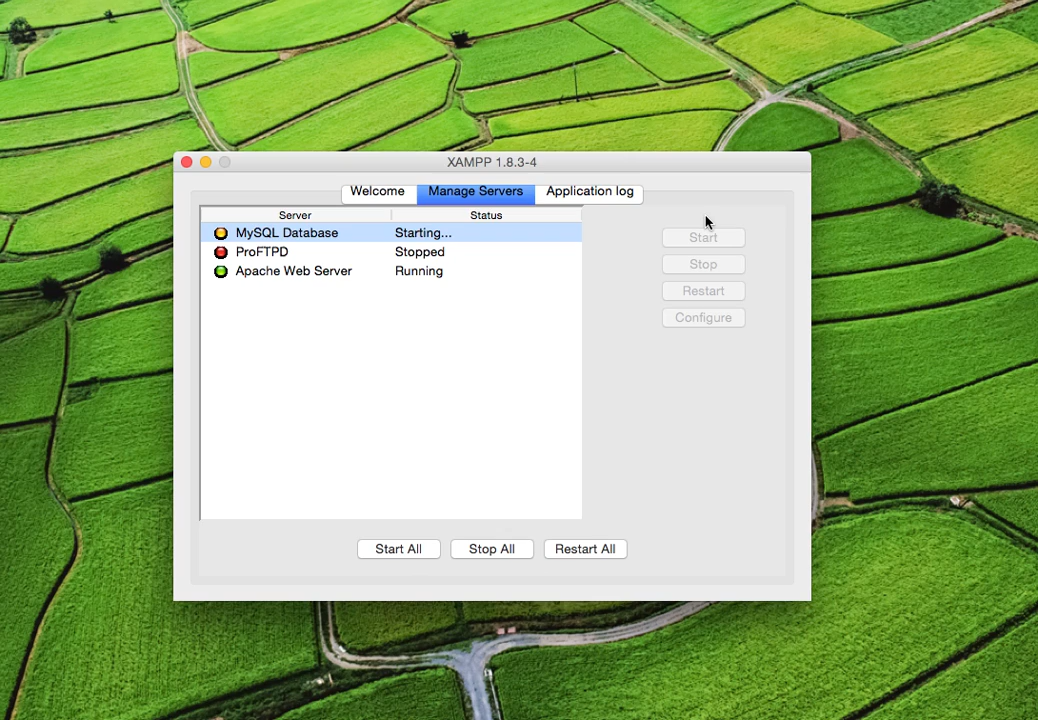 XAMPP 1.8.3-4
Welcome Manage Servers Application log
Server Status
MySQL Database Starting...
ProFTPD Stopped
Apache Web Server Running
Start
Stop
Restart
Configure
Start All Stop All Restart All